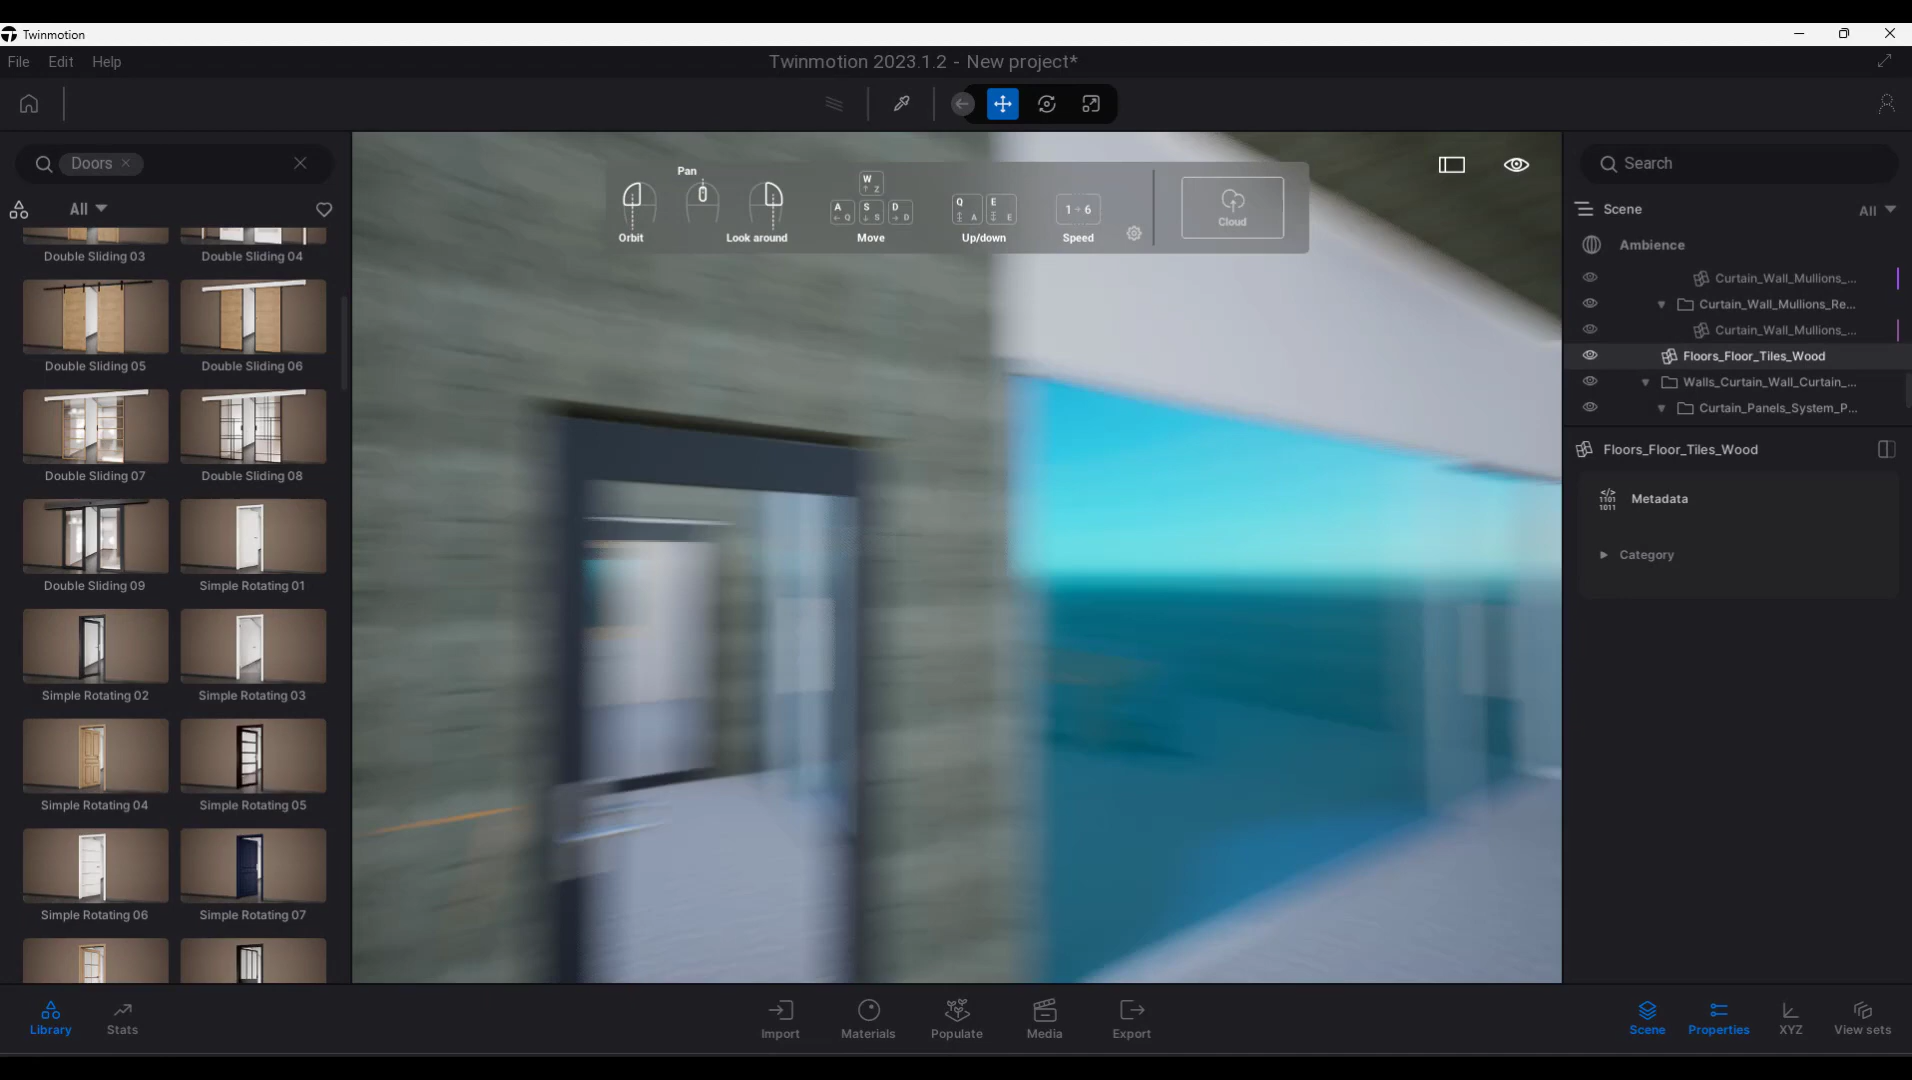 Twinmotion
File Edit Help
Twinmotion 2023.1.2 - New project*
Doors
All
Double Sliding 03
Double Sliding 04
Double Sliding 05
Double Sliding 06
Double Sliding 07
Double Sliding 08
Double Sliding 09
Simple Rotating 01
Simple Rotating 02
Simple Rotating 03
Simple Rotating 04
Simple Rotating 05
Simple Rotating 06
Simple Rotating 07
Pan
W
Z
A
Q
S
S
D
D
Q
A
E
E
1 ÷ 6
Orbit
Look around
Move
Up/down
Speed
Cloud
Search
Scene
All
Ambience
Curtain_Wall_Mullions_...
Curtain_Wall_Mullions_Re...
Curtain_Wall_Mullions_...
Floors_Floor_Tiles_Wood
Walls_Curtain_Wall_Curtain_...
Curtain_Panels_System_P...
Floors_Floor_Tiles_Wood
</>
1101
1011
Metadata
Category
Library
Stats
Import
Materials
Populate
Media
Export
Scene
Properties
XYZ
View sets